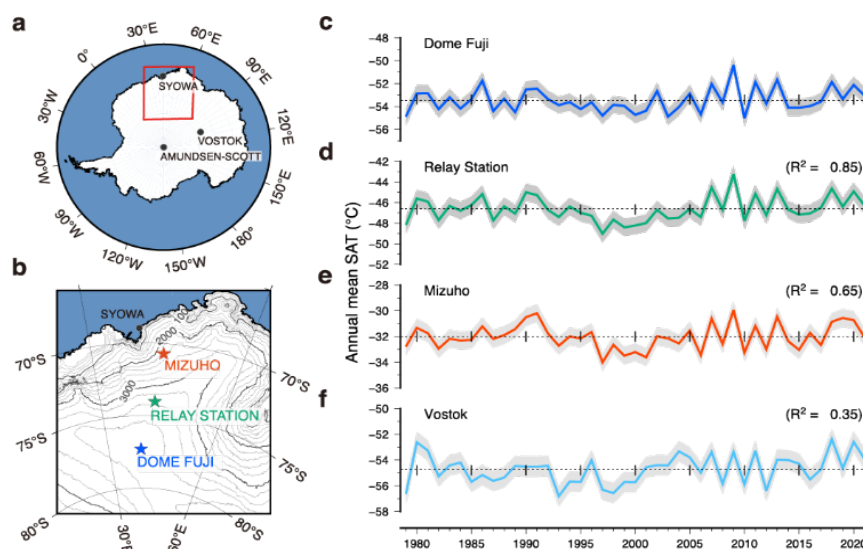 a
0°
30°E
60°E
90°E
120°E
150°E
180°
150°W
120°W
90°W
60°W
30°W
SYOWA
VOSTOK
AMUNDSEN-SCOTT
b
SYOWA
100
2000
MIZUHO
3000
RELAY STATION
DOME FUJI
70°S
75°S
80°S
70°S
75°S
80°S
30°E
60°E
Annual mean SAT (°C)
c
Dome Fuji
−48
−50
−52
−54
−56
d
Relay Station
(R² = 0.85)
−42
−44
−46
−48
−50
−52
e
Mizuho
(R² = 0.65)
−28
−30
−32
−34
−36
f
Vostok
(R² = 0.35)
−50
−52
−54
−56
−58
1980 1985 1990 1995 2000 2005 2010 2015 2020